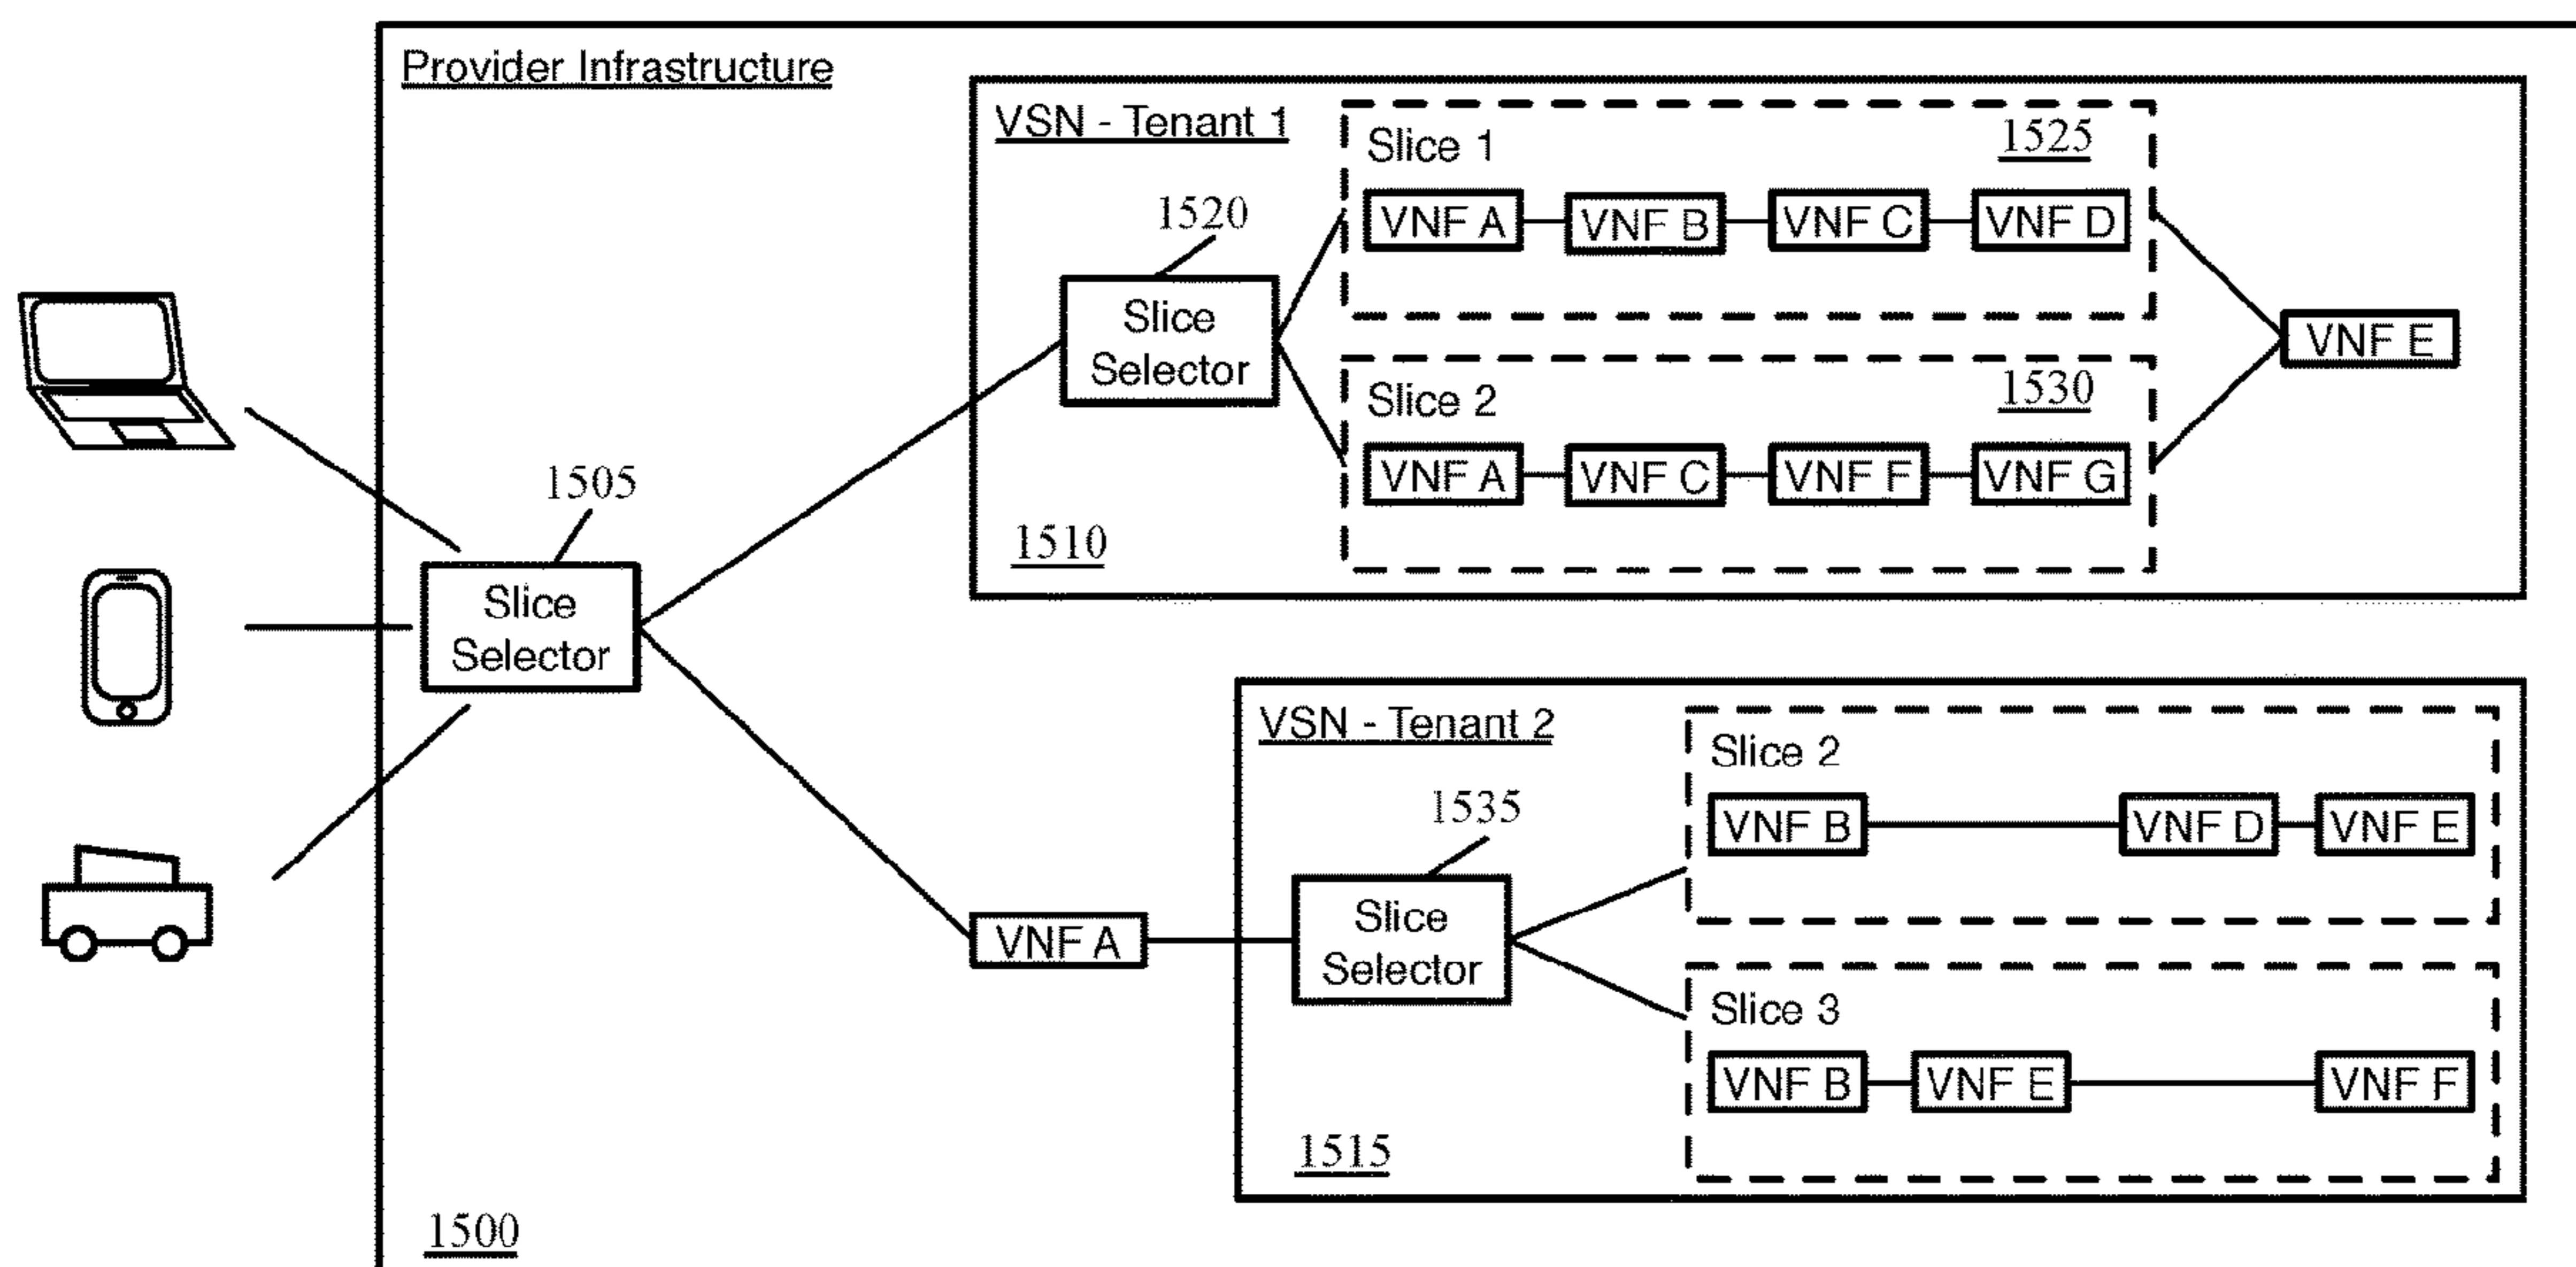 Provider Infrastructure
VSN - Tenant 1
Slice 1
1525
VNF A
VNF B
VNF C
VNF D
1520
Slice
Selector
VNF E
Slice 2
1530
VNF A
VNF C
VNF F
VNF G
1510
1505
Slice
Selector
VSN - Tenant 2
Slice 2
VNF B
VNF D
VNF E
1535
Slice
Selector
VNF A
Slice 3
VNF B
VNF E
VNF F
1515
1500